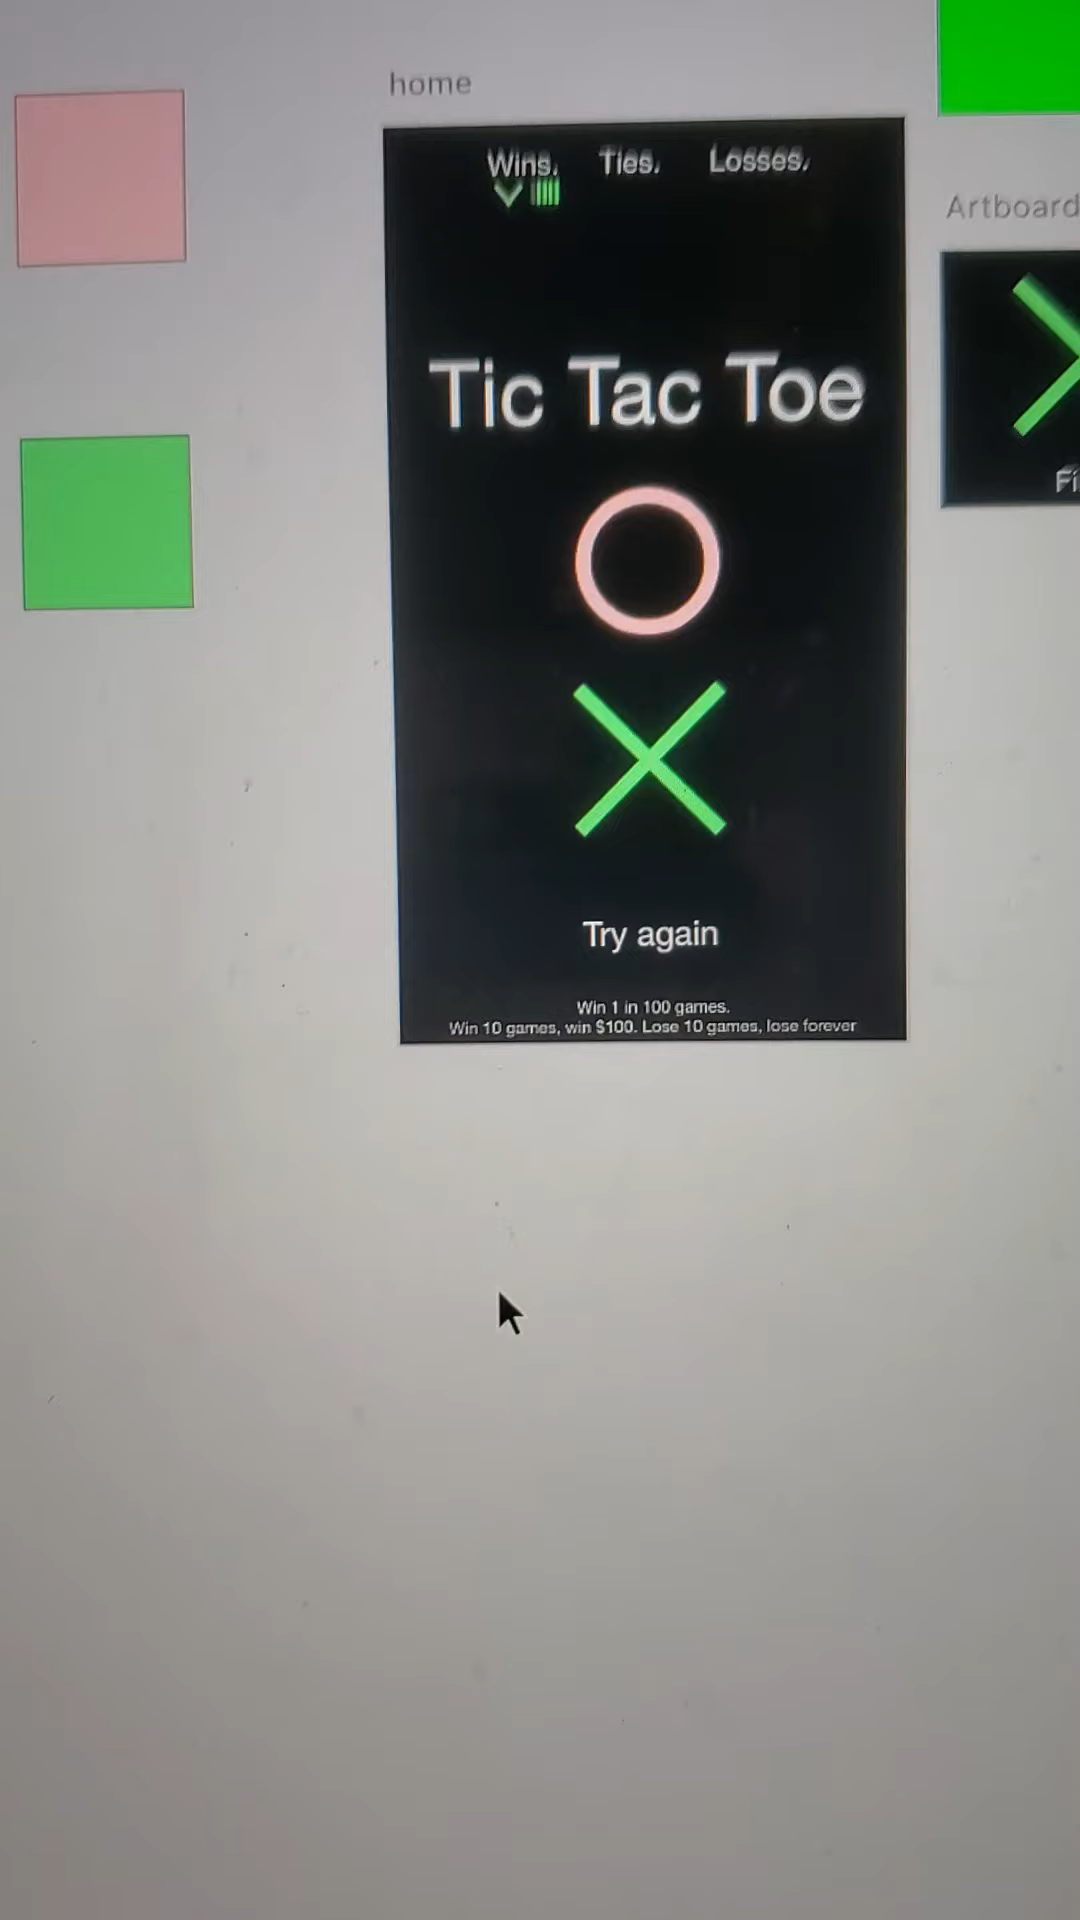 home
Wins.
Ties.
Losses.
Artboard
Tic Tac Toe
Fi
Try again
Win 1 in 100 games.
Win 10 games, win $100. Lose 10 games, lose forever